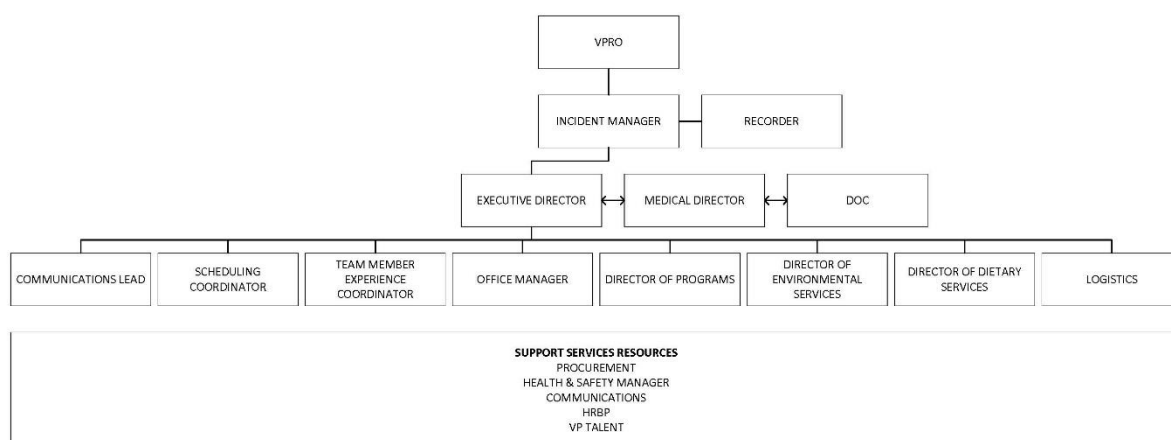 VPRO
INCIDENT MANAGER
RECORDER
EXECUTIVE DIRECTOR
MEDICAL DIRECTOR
DOC
COMMUNICATIONS LEAD
SCHEDULING
COORDINATOR
TEAM MEMBER
EXPERIENCE
COORDINATOR
OFFICE MANAGER
DIRECTOR OF PROGRAMS
DIRECTOR OF
ENVIRONMENTAL
SERVICES
DIRECTOR OF DIETARY
SERVICES
LOGISTICS
SUPPORT SERVICES RESOURCES
PROCUREMENT
HEALTH & SAFETY MANAGER
COMMUNICATIONS
HRBP
VP TALENT